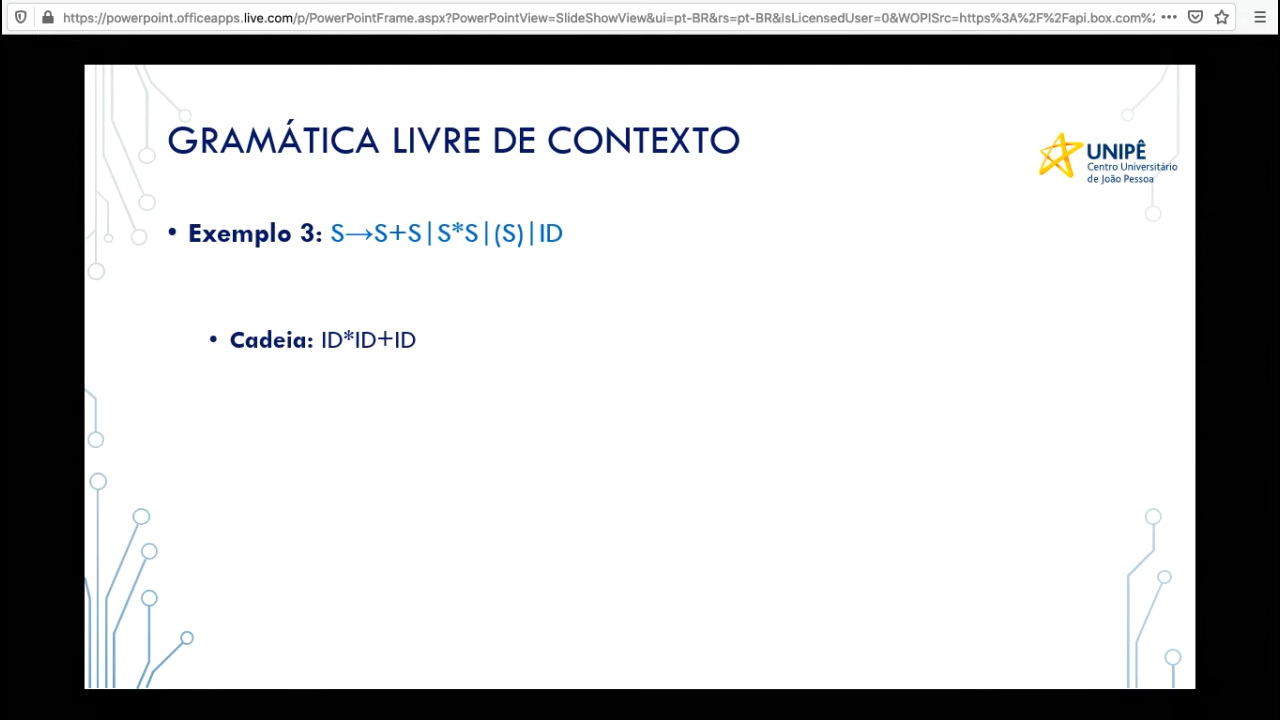 https://powerpoint.officeapps.live.com/p/PowerPointFrame.aspx?PowerPointView=SlideShowView&ui=pt-BR&rs=pt-BR&IsLicensedUser=0&WOPISrc=https%3A%2F%2Fapi.box.com%2
GRAMÁTICA LIVRE DE CONTEXTO
UNIPÊ
Centro Universitário
de João Pessoa
• Exemplo 3: S→S+S|S*S|(S)|ID
• Cadeia: ID*ID+ID